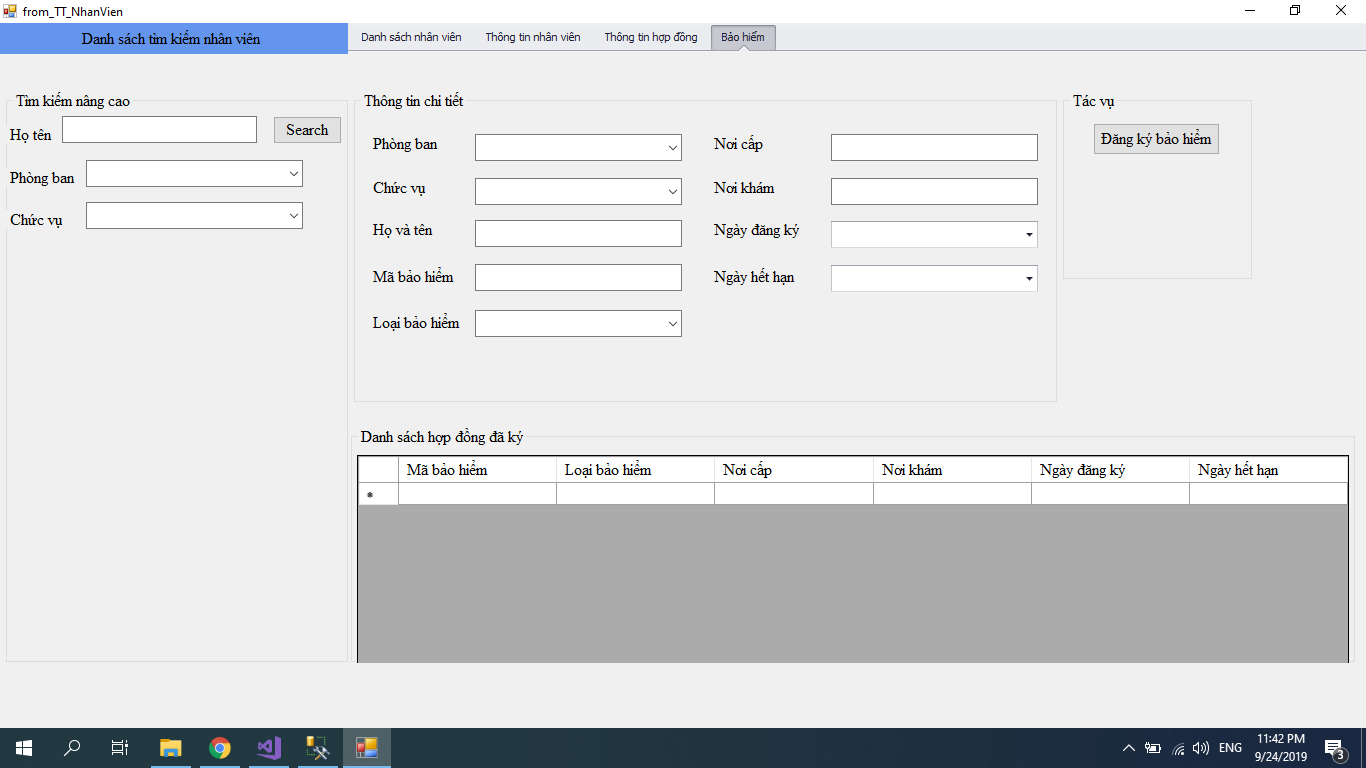 from_TT_NhanVien
Danh sách tìm kiếm nhân viên
Danh sách nhân viên
Thông tin nhân viên
Thông tin hợp đồng
Bảo hiểm
Tìm kiếm nâng cao
Họ tên
Search
Phòng ban
Chức vụ
Thông tin chi tiết
Phòng ban
Nơi cấp
Chức vụ
Nơi khám
Họ và tên
Ngày đăng ký
Mã bảo hiểm
Ngày hết hạn
Loại bảo hiểm
Tác vụ
Đăng ký bảo hiểm
Danh sách hợp đồng đã ký
Mã bảo hiểm Loại bảo hiểm Nơi cấp Nơi khám Ngày đăng ký Ngày hết hạn
ENG
11:42 PM
9/24/2019
3